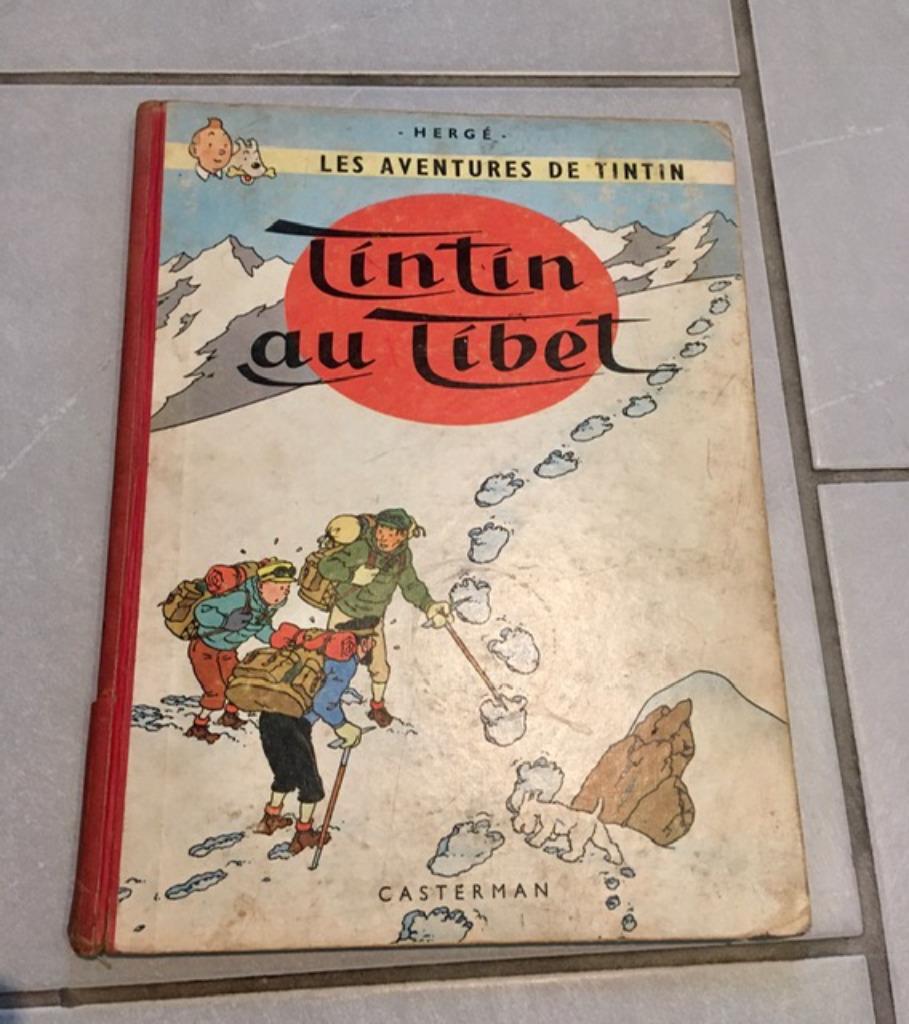 - HERGÉ -
LES AVENTURES DE TINTIN
Tintin
au Tibet
CASTERMAN